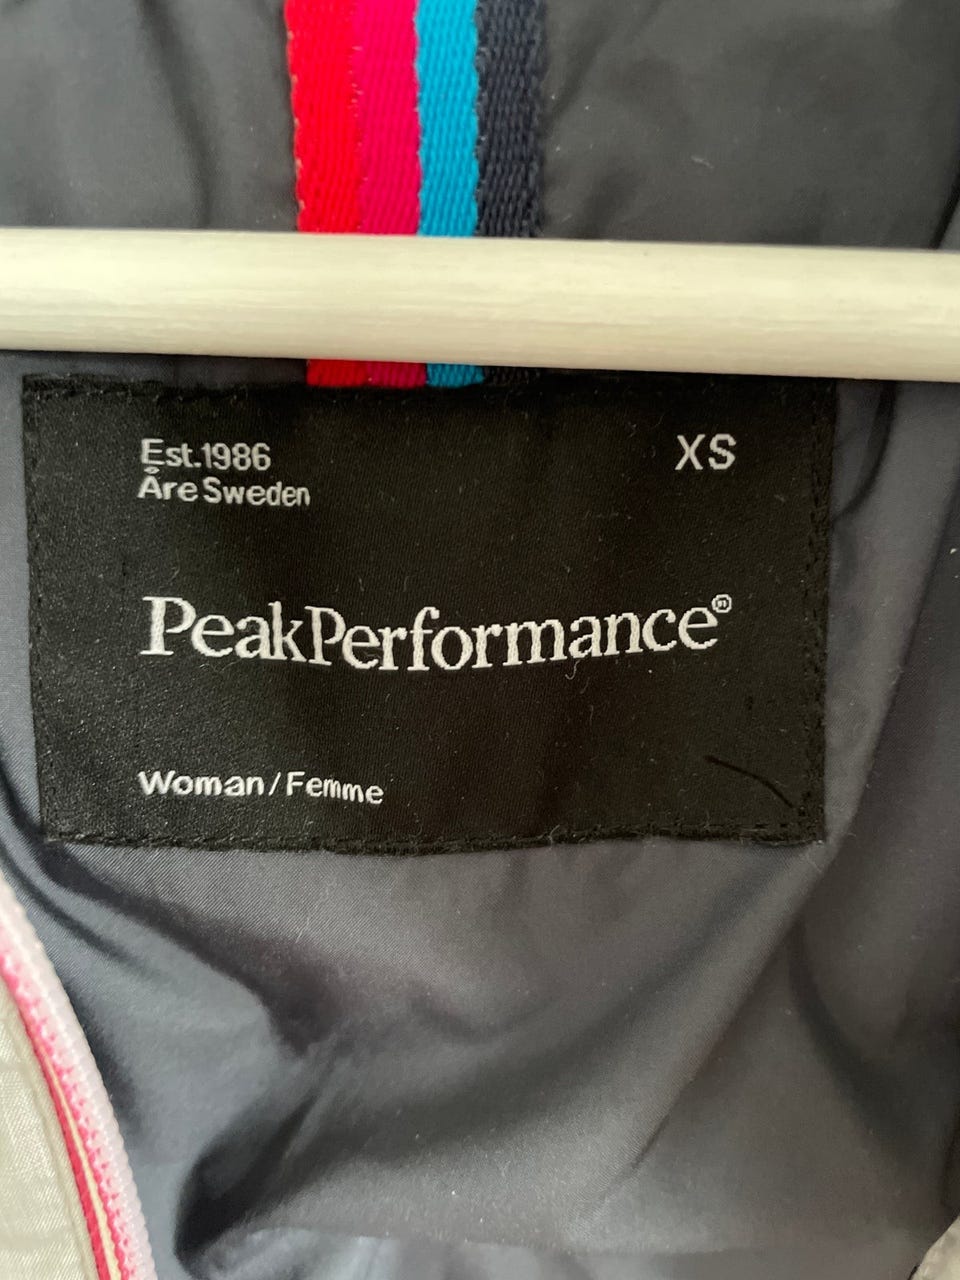 Est.1986
XS
Åre Sweden
PeakPerformance®
Woman/Femme